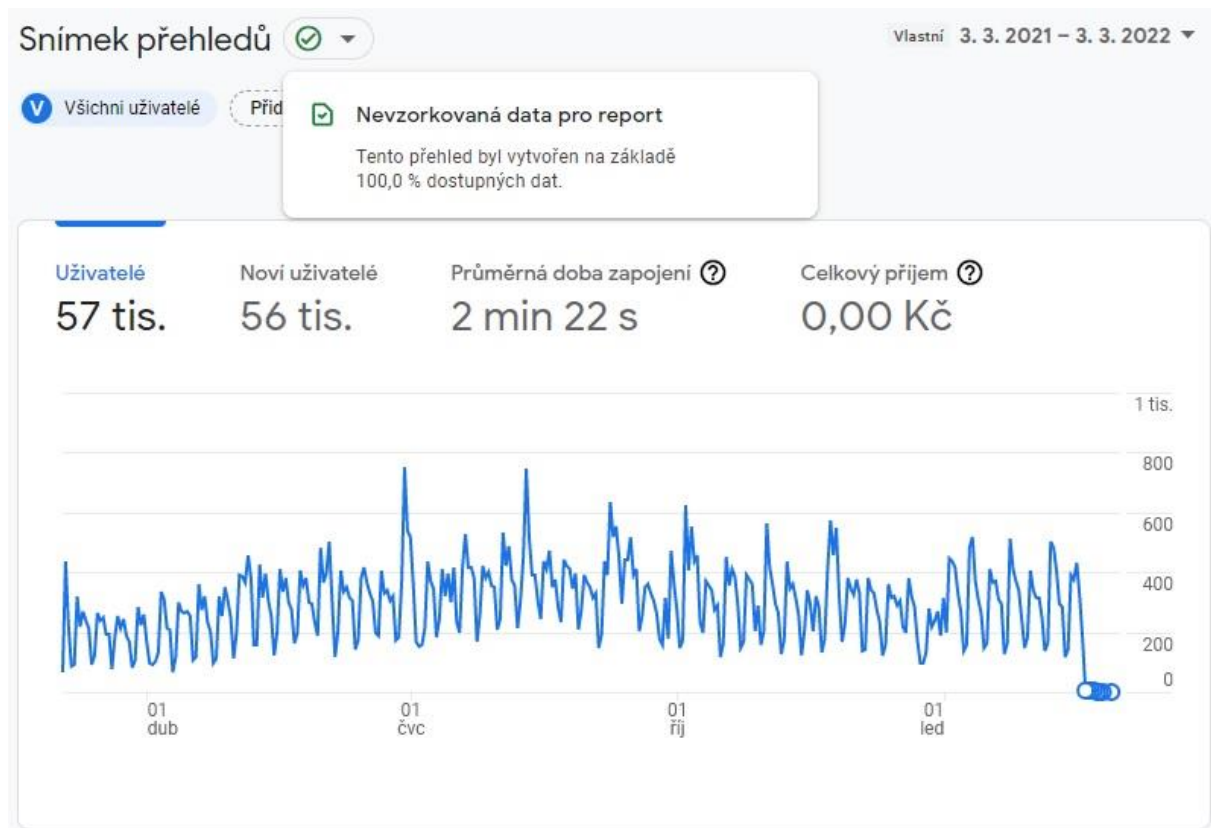 Snímek přehledů
Vlastní 3. 3. 2021 – 3. 3. 2022
V Všichni uživatelé
Přid
Nevzorkovaná data pro report
Tento přehled byl vytvořen na základě
100,0 % dostupných dat.
Uživatelé
57 tis.
Noví uživatelé
56 tis.
Průměrná doba zapojení ?
2 min 22 s
Celkový příjem ?
0,00 Kč
1 tis.
800
600
400
200
0
01
dub
01
čvc
01
říj
01
led